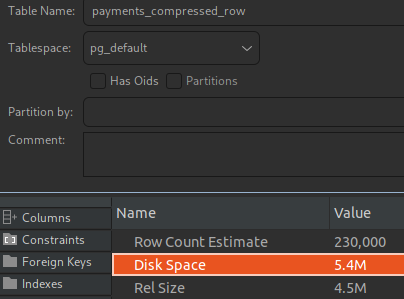 Table Name: payments_compressed_row
Tablespace: pg_default
Has Oids Partitions
Partition by:
Comment:
Columns
Constraints
Foreign Keys
Indexes
Name Value
Row Count Estimate 230,000
Disk Space 5.4M
Rel Size 4.5M